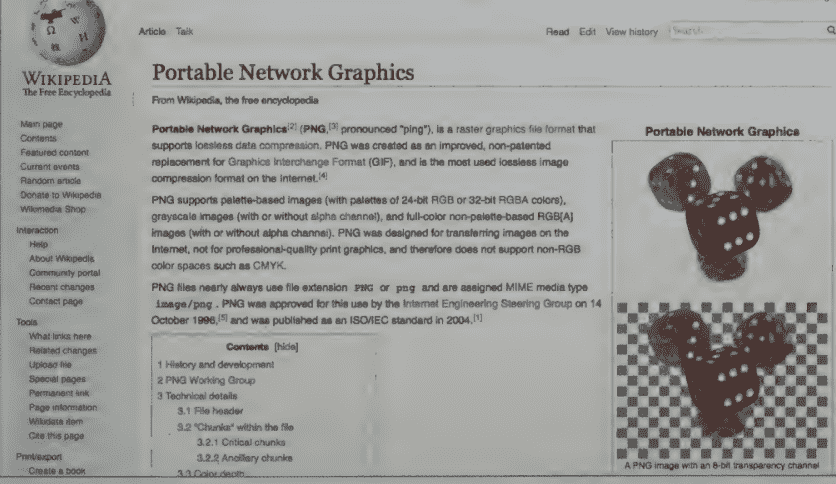 Article Talk
Read Edit View history Search
WIKIPEDIA
The Free Encyclopedia
Main page
Contents
Featured content
Current events
Random article
Donate to Wikipedia
Wikimedia Shop
Interaction
Help
About Wikipedia
Community portal
Recent changes
Contact page
Tools
What links here
Related changes
Upload file
Special pages
Permanent link
Page information
Wikidata item
Cite this page
Print/export
Create a book
Portable Network Graphics
From Wikipedia, the free encyclopedia
Portable Network Graphics[2] (PNG,[3] pronounced "ping"), is a raster graphics file format that
supports lossless data compression. PNG was created as an improved, non-patented
replacement for Graphics Interchange Format (GIF), and is the most used lossless image
compression format on the Internet.[4]
PNG supports palette-based images (with palettes of 24-bit RGB or 32-bit RGBA colors),
grayscale images (with or without alpha channel), and full-color non-palette-based RGB[A]
images (with or without alpha channel). PNG was designed for transferring images on the
Internet, not for professional-quality print graphics, and therefore does not support non-RGB
color spaces such as CMYK.
PNG files nearly always use file extension PNG or png and are assigned MIME media type
image/png . PNG was approved for this use by the Internet Engineering Steering Group on 14
October 1996,[5] and was published as an ISO/IEC standard in 2004.[1]
Contents [hide]
1 History and development
2 PNG Working Group
3 Technical details
3.1 File header
3.2 "Chunks" within the file
3.2.1 Critical chunks
3.2.2 Ancillary chunks
3.3 Color depth
Portable Network Graphics
A PNG image with an 8-bit transparency channel